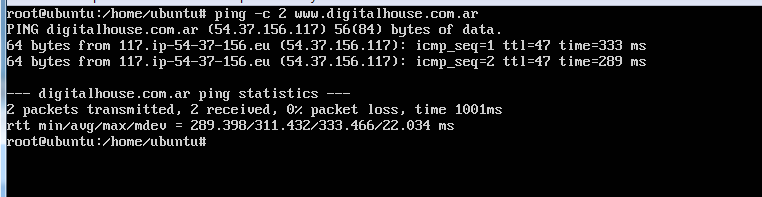 root@ubuntu:/home/ubuntu# ping -c 2 www.digitalhouse.com.ar
PING digitalhouse.com.ar (54.37.156.117) 56(84) bytes of data.
64 bytes from 117.ip-54-37-156.eu (54.37.156.117): icmp_seq=1 ttl=47 time=333 ms
64 bytes from 117.ip-54-37-156.eu (54.37.156.117): icmp_seq=2 ttl=47 time=289 ms

--- digitalhouse.com.ar ping statistics ---
2 packets transmitted, 2 received, 0% packet loss, time 1001ms
rtt min/avg/max/mdev = 289.398/311.432/333.466/22.034 ms
root@ubuntu:/home/ubuntu#